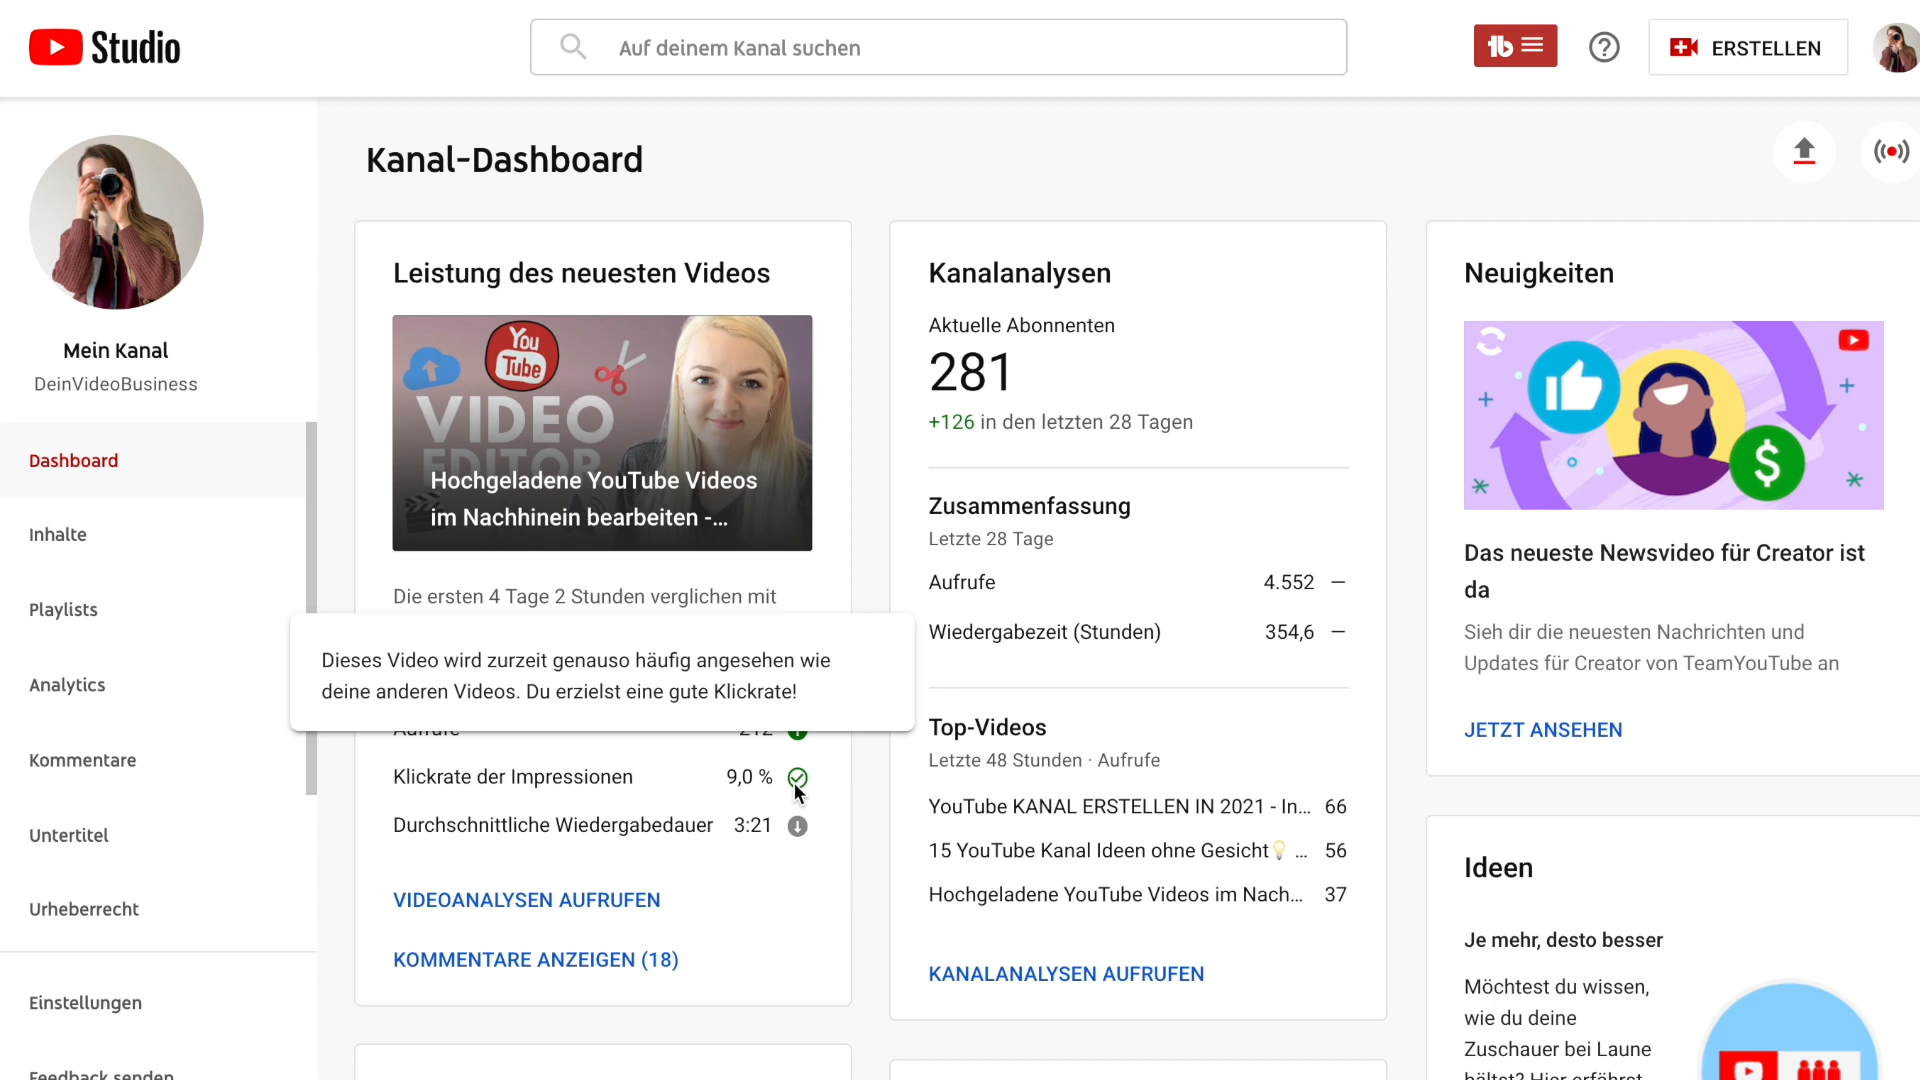 Studio
Auf deinem Kanal suchen
ERSTELLEN
Kanal-Dashboard
Mein Kanal
DeinVideoBusiness
Dashboard
Inhalte
Playlists
Analytics
Kommentare
Untertitel
Urheberrecht
Einstellungen
Feedback senden
Leistung des neuesten Videos
You
Tube
VIDEO
EDITOR
Hochgeladene YouTube Videos
im Nachhinein bearbeiten -...
Die ersten 4 Tage 2 Stunden verglichen mit
Dieses Video wird zurzeit genauso häufig angesehen wie
deine anderen Videos. Du erzielst eine gute Klickrate!
Aufrufe 212
Klickrate der Impressionen 9,0 %
Durchschnittliche Wiedergabedauer 3:21
VIDEOANALYSEN AUFRUFEN
KOMMENTARE ANZEIGEN (18)
Kanalanalysen
Aktuelle Abonnenten
281
+126 in den letzten 28 Tagen
Zusammenfassung
Letzte 28 Tage
Aufrufe 4.552 —
Wiedergabezeit (Stunden) 354,6 —
Top-Videos
Letzte 48 Stunden · Aufrufe
YouTube KANAL ERSTELLEN IN 2021 - In... 66
15 YouTube Kanal Ideen ohne Gesicht💡 ... 56
Hochgeladene YouTube Videos im Nach... 37
KANALANALYSEN AUFRUFEN
Neuigkeiten
Das neueste Newsvideo für Creator ist
da
Sieh dir die neuesten Nachrichten und
Updates für Creator von TeamYouTube an
JETZT ANSEHEN
Ideen
Je mehr, desto besser
Möchtest du wissen,
wie du deine
Zuschauer bei Laune
hältst? Hier erfährst